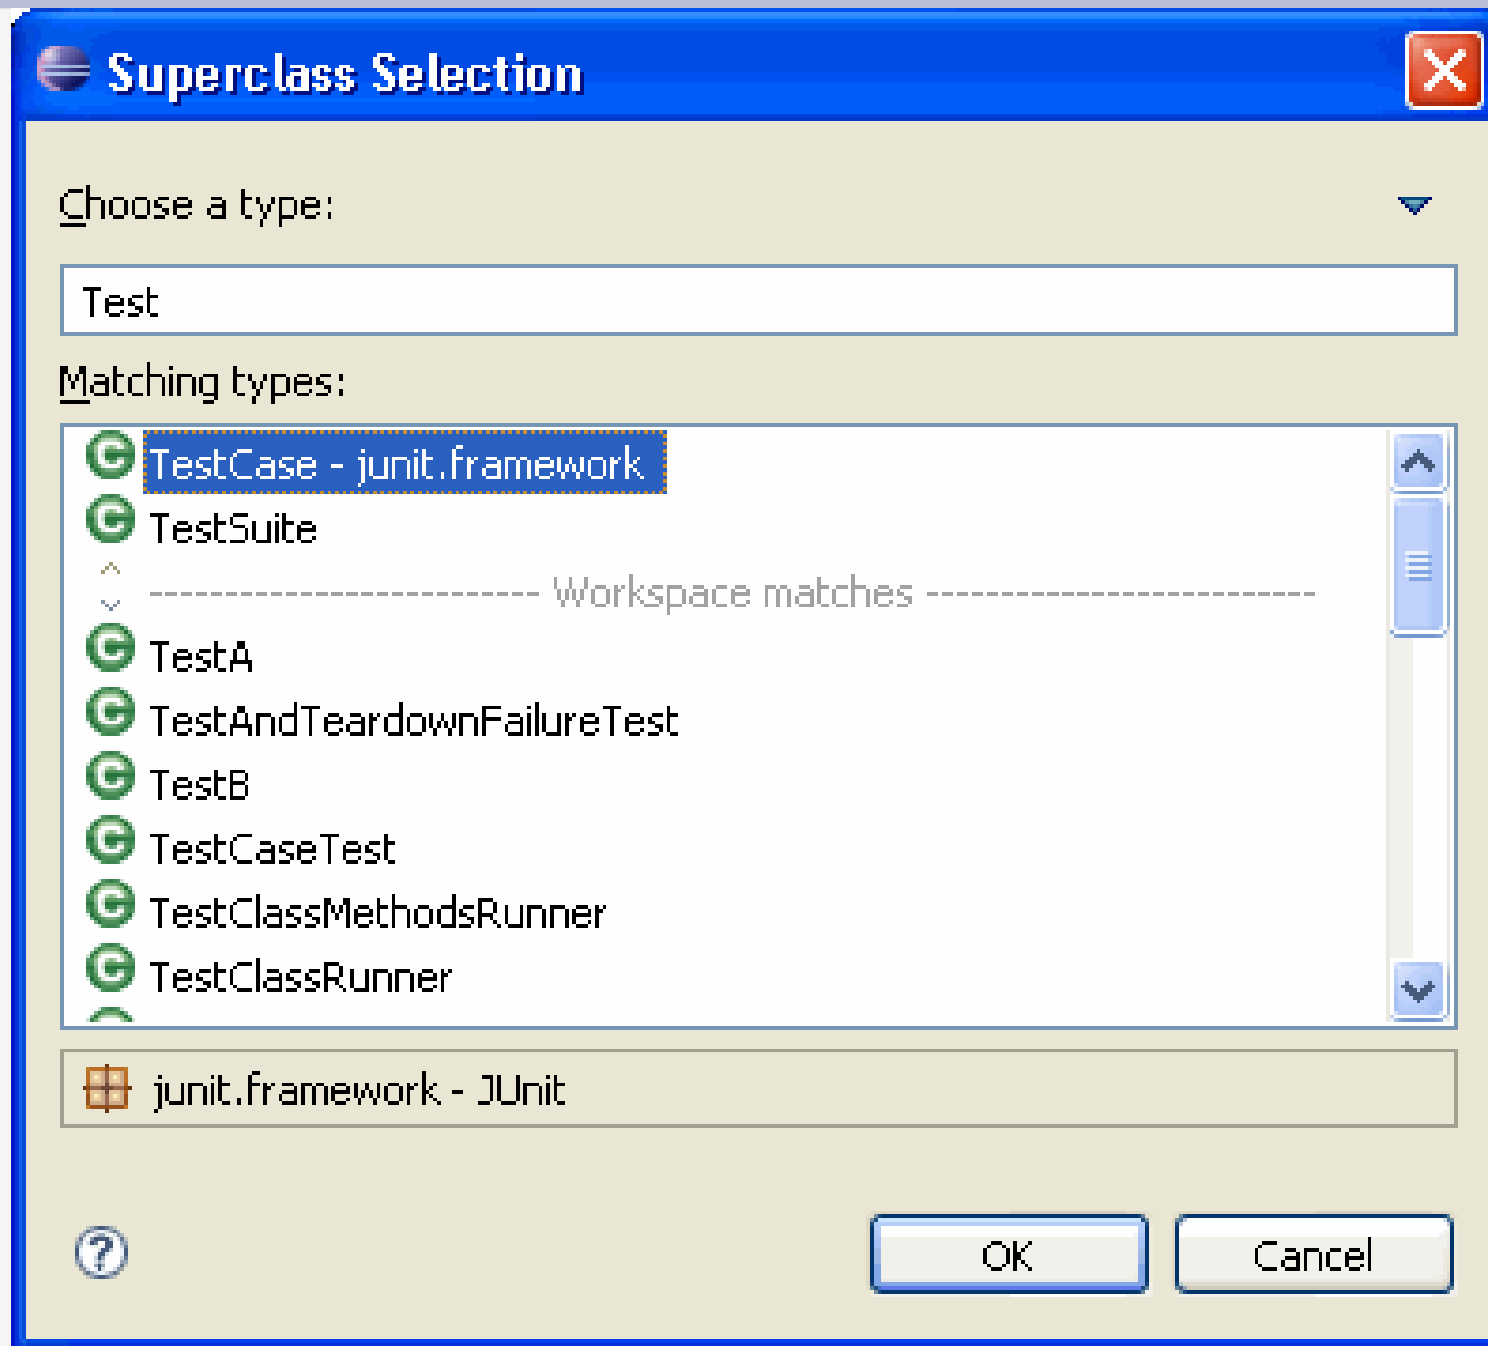 Superclass Selection
Choose a type:
Test
Matching types:
TestCase - junit.framework
TestSuite
------------------------- Workspace matches -------------------------
TestA
TestAndTeardownFailureTest
TestB
TestCaseTest
TestClassMethodsRunner
TestClassRunner
junit.framework - JUnit
OK Cancel